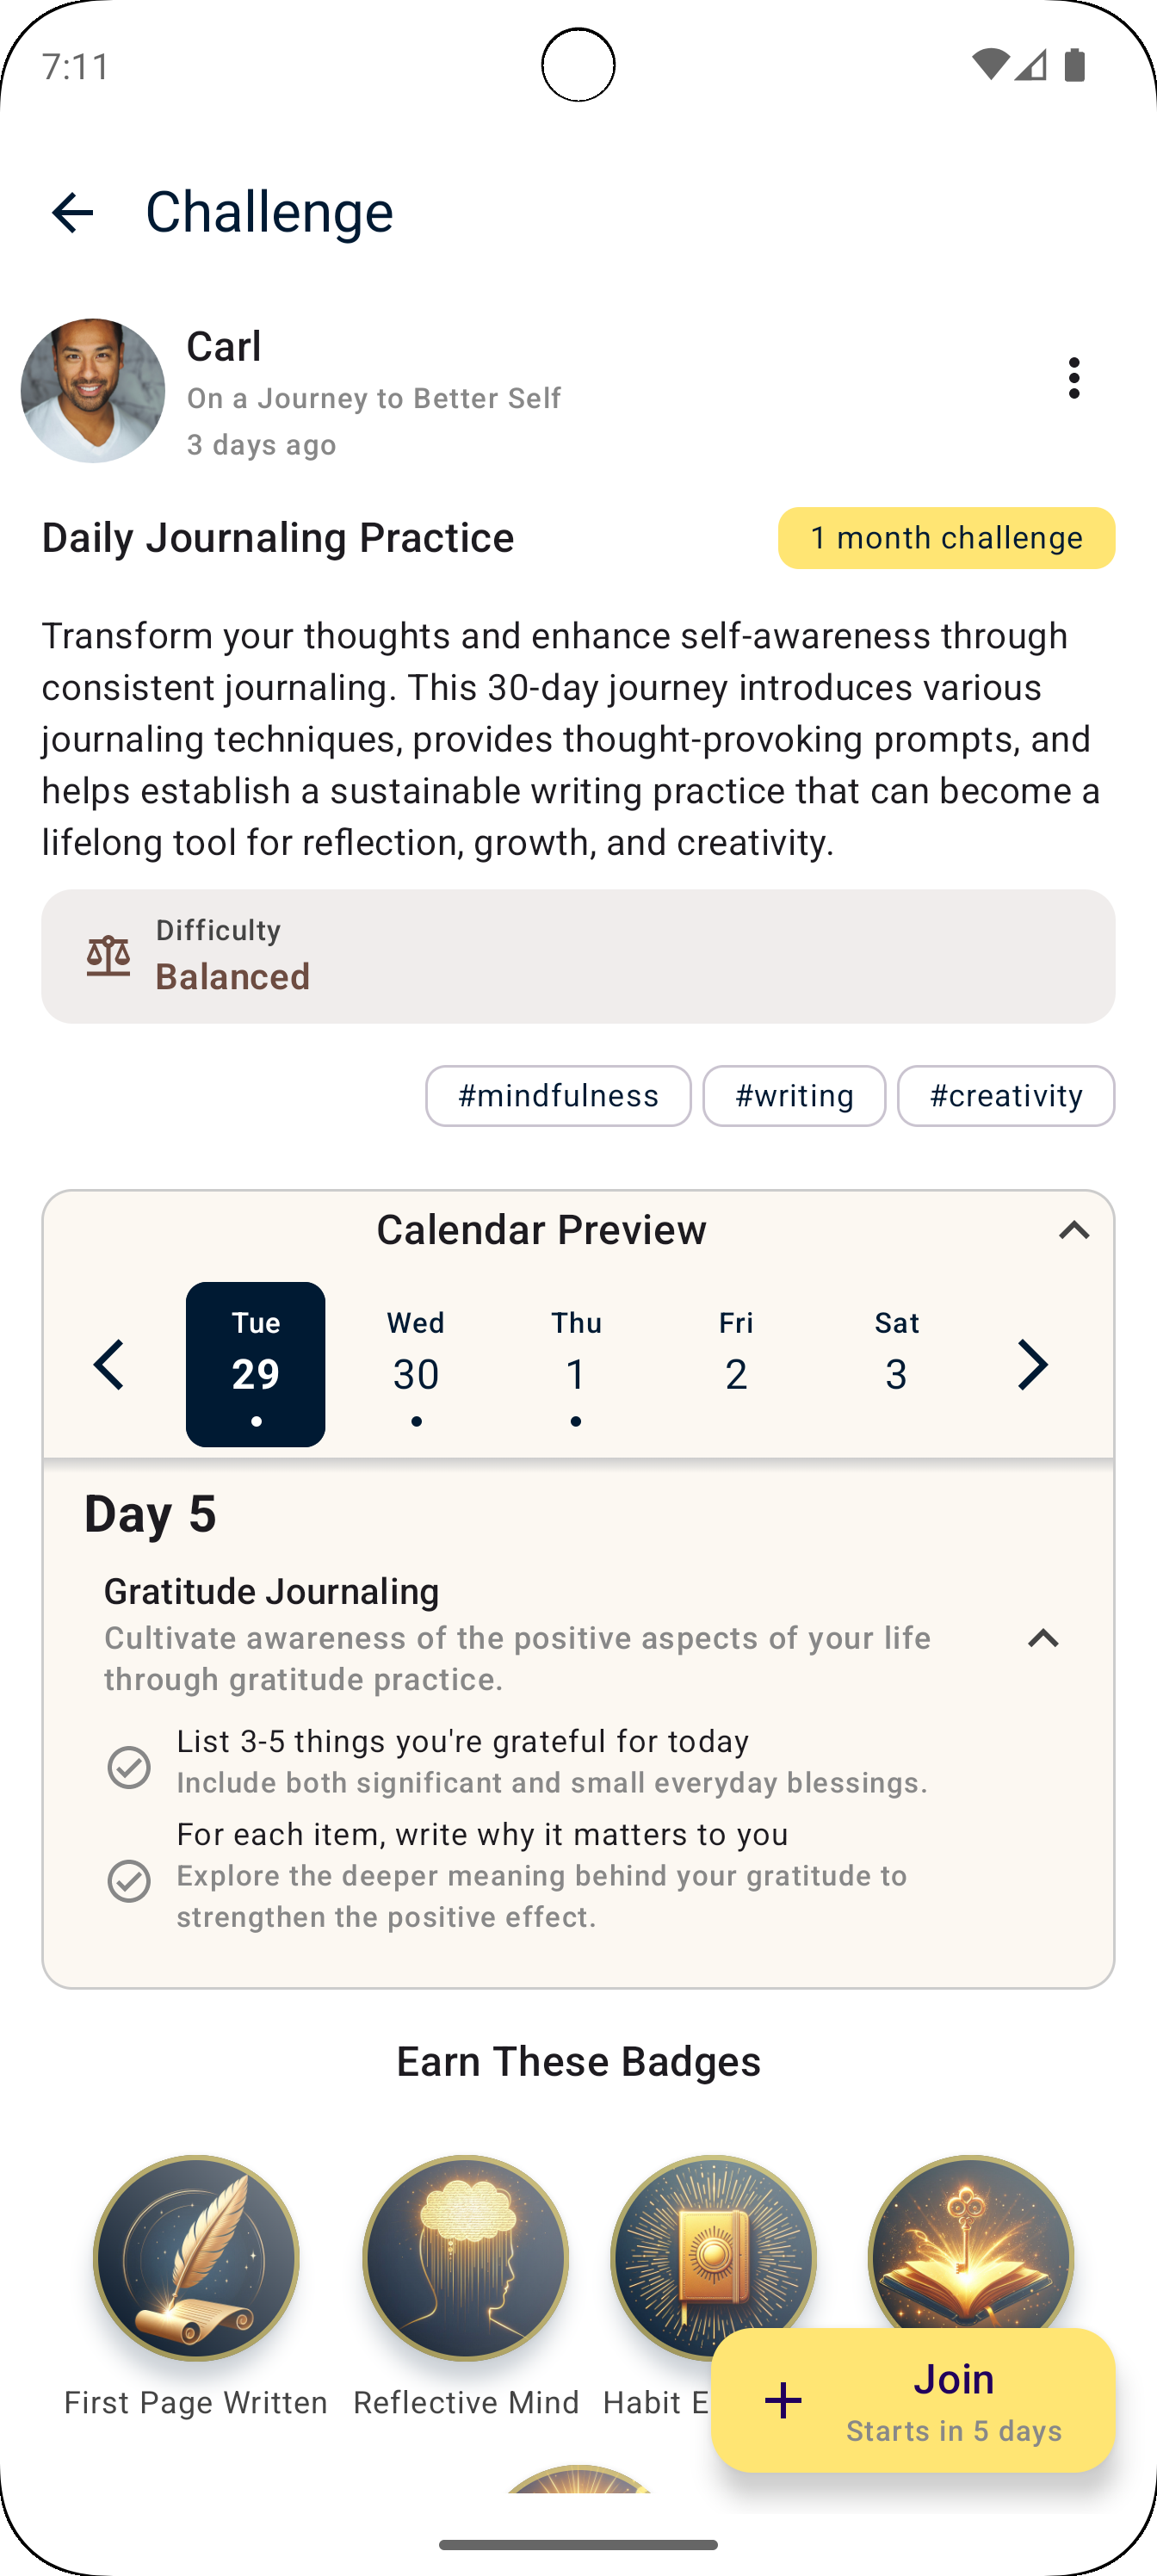 7:11
Challenge
Carl
On a Journey to Better Self
3 days ago
Daily Journaling Practice
1 month challenge
Transform your thoughts and enhance self-awareness through
consistent journaling. This 30-day journey introduces various
journaling techniques, provides thought-provoking prompts, and
helps establish a sustainable writing practice that can become a
lifelong tool for reflection, growth, and creativity.
Difficulty
Balanced
#mindfulness #writing #creativity
Calendar Preview
Tue Wed Thu Fri Sat
29 30 1 2 3
Day 5
Gratitude Journaling
Cultivate awareness of the positive aspects of your life
through gratitude practice.
List 3-5 things you're grateful for today
Include both significant and small everyday blessings.
For each item, write why it matters to you
Explore the deeper meaning behind your gratitude to
strengthen the positive effect.
Earn These Badges
First Page Written Reflective Mind Habit
Join
Starts in 5 days